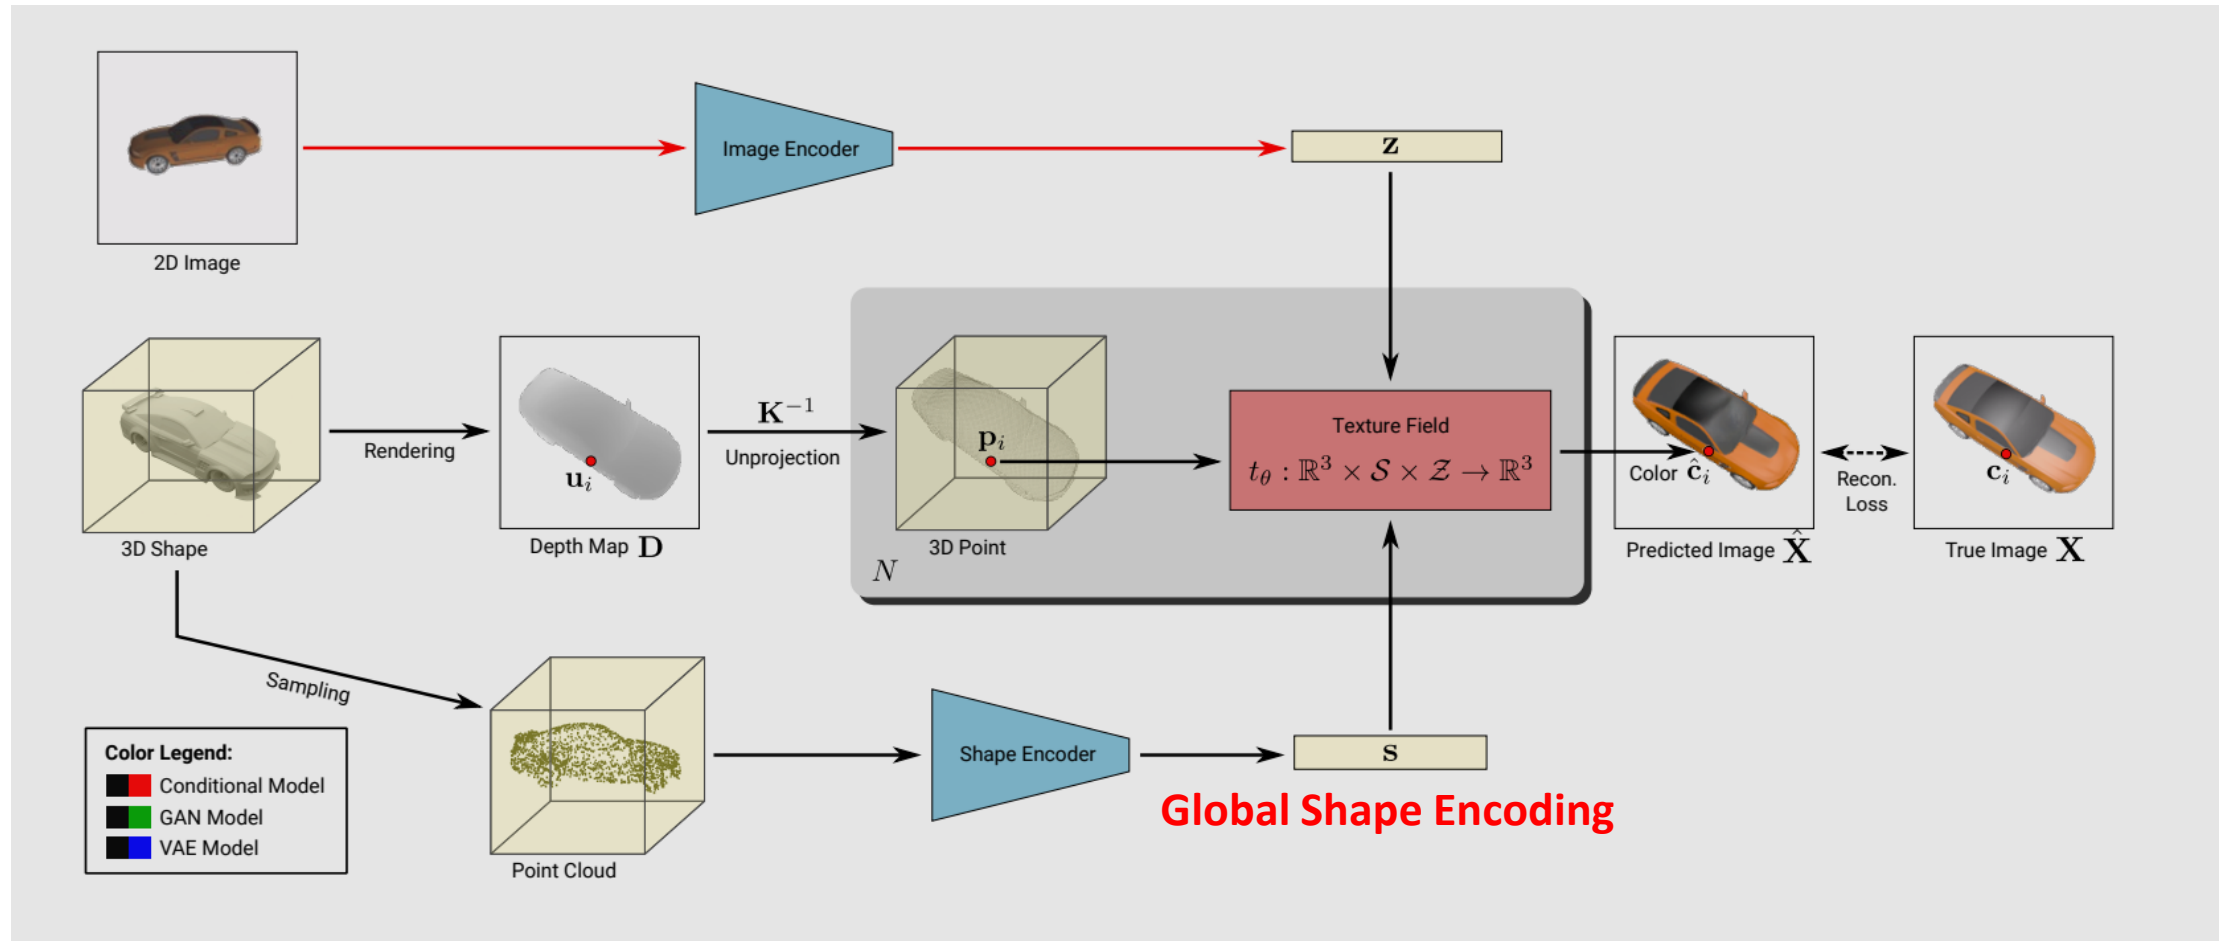 2D Image
Image Encoder
z
3D Shape
Rendering
u_i
Depth Map D
K^{-1}
Unprojection
p_i
3D Point
N
Texture Field
t_θ : ℝ^3 × 𝒮 × 𝒵 → ℝ^3
Color ĉ_i
Predicted Image X̂
Recon.
Loss
c_i
True Image X
Sampling
Point Cloud
Shape Encoder
s
Global Shape Encoding
Color Legend:
Conditional Model
GAN Model
VAE Model